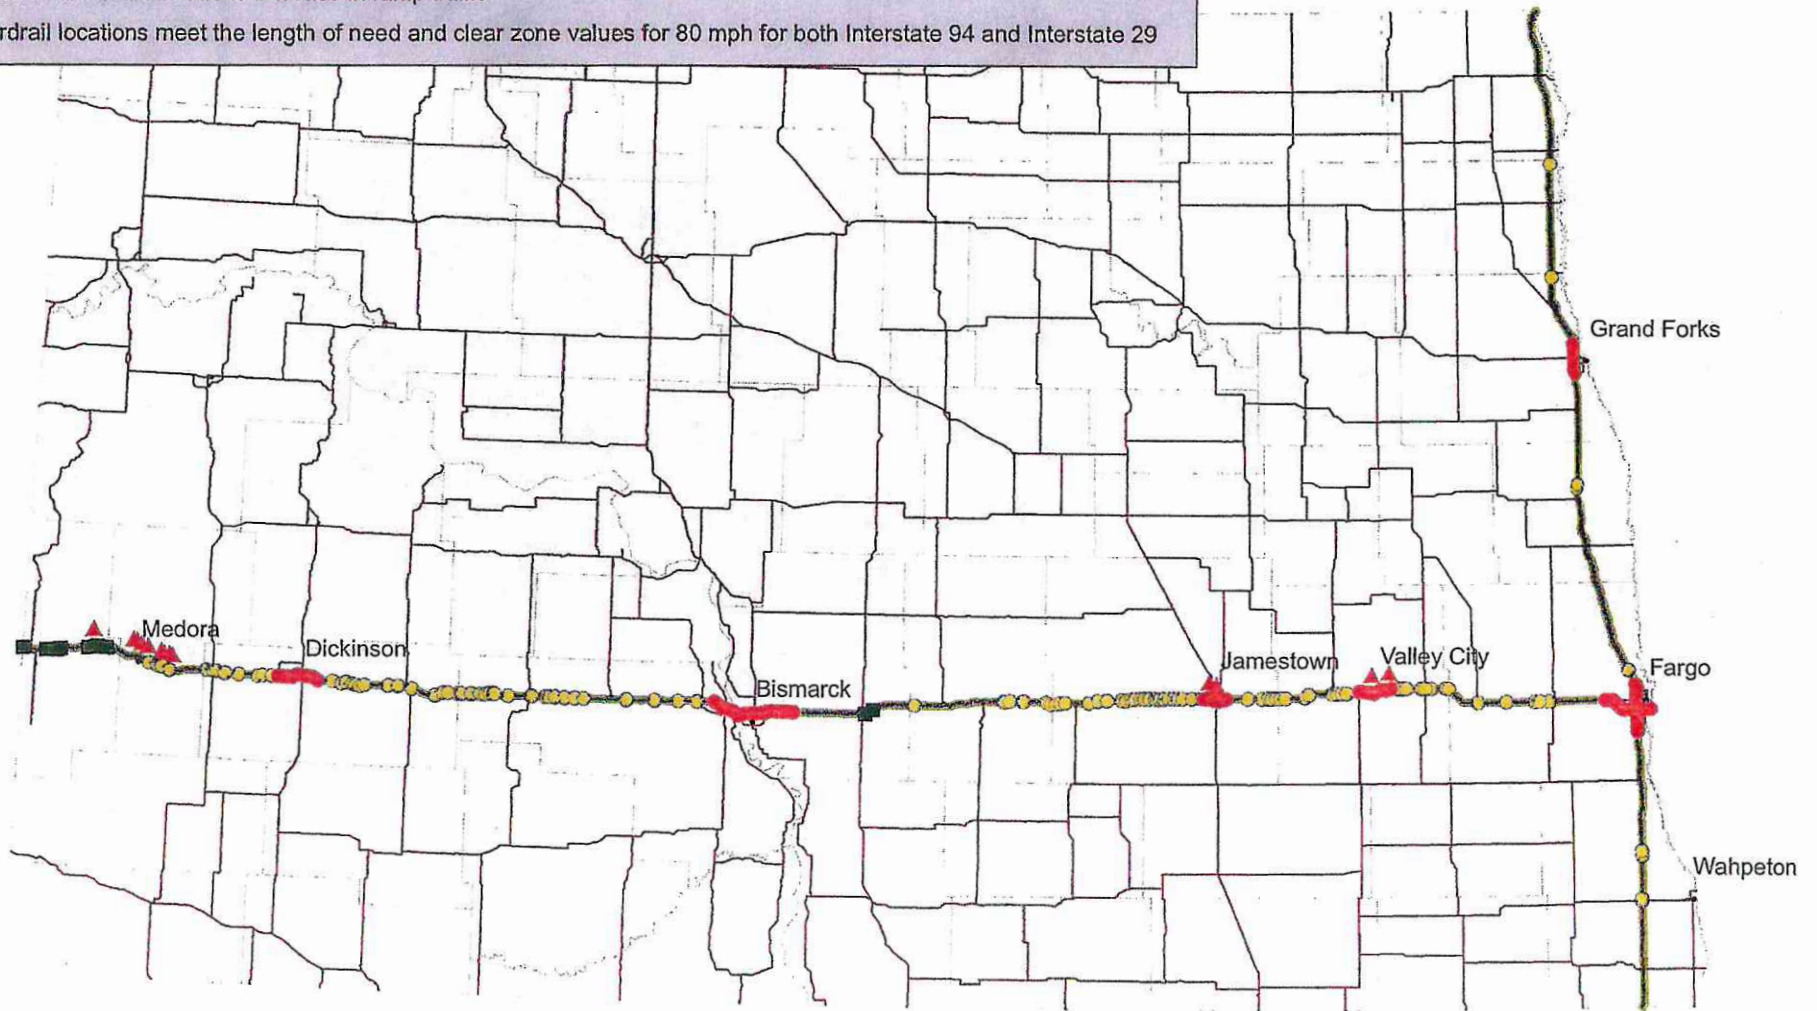 rdrail locations meet the length of need and clear zone values for 80 mph for both Interstate 94 and Interstate 29
Grand Forks
Medora
Dickinson
Bismarck
Jamestown
Valley City
Fargo
Wahpeton